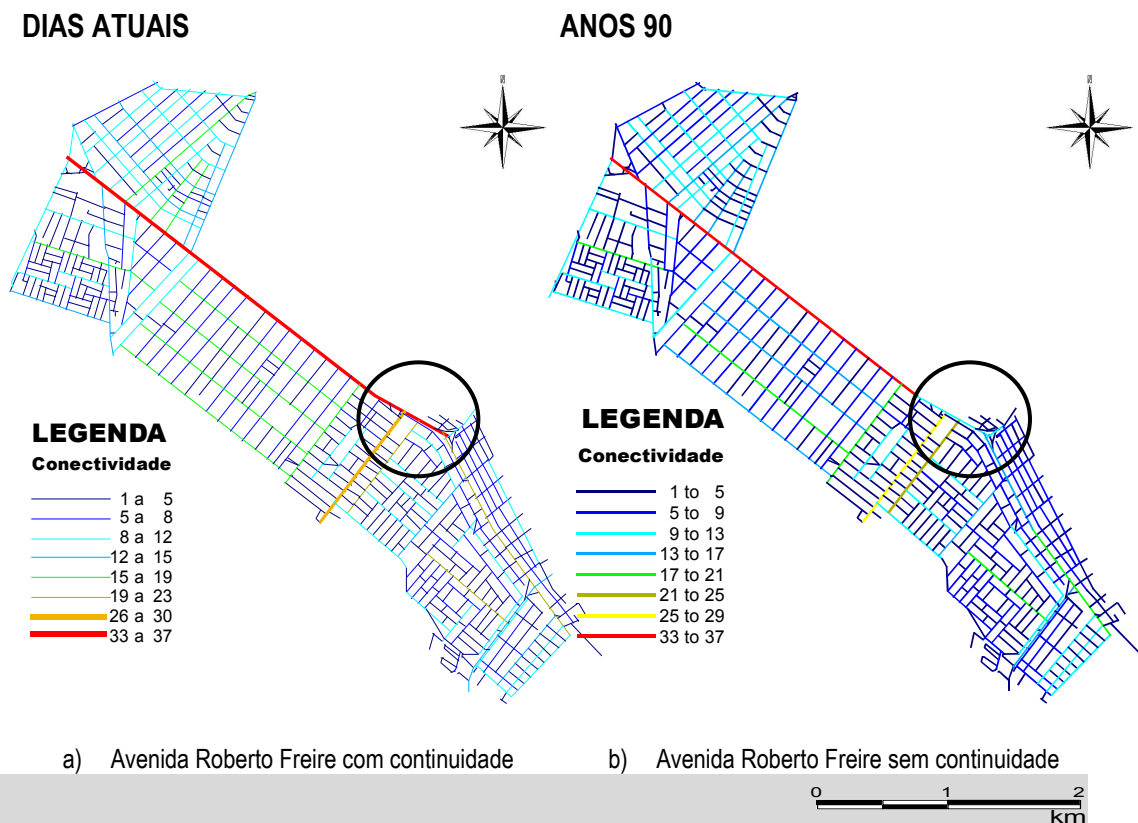 DIAS ATUAIS
ANOS 90
LEGENDA
Conectividade
1 a 5
5 a 8
8 a 12
12 a 15
15 a 19
19 a 23
26 a 30
33 a 37
LEGENDA
Conectividade
1 to 5
5 to 9
9 to 13
13 to 17
17 to 21
21 to 25
25 to 29
33 to 37
a) Avenida Roberto Freire com continuidade
b) Avenida Roberto Freire sem continuidade
0 1 2
km